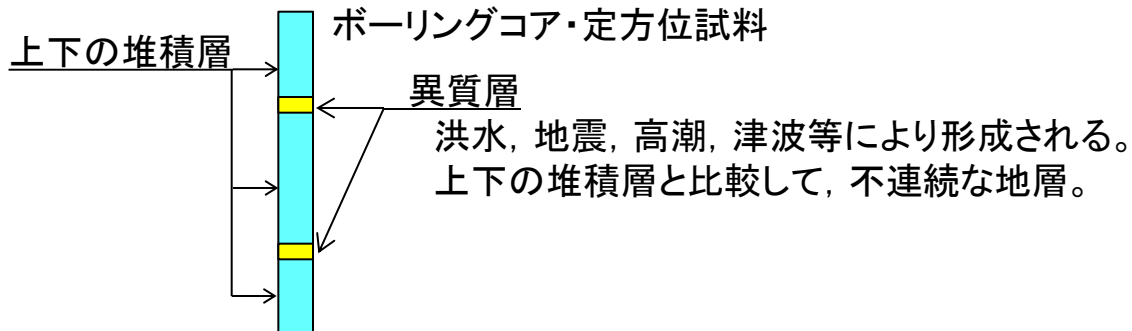 ボーリングコア・定方位試料
上下の堆積層
異質層
洪水，地震，高潮，津波等により形成される。
上下の堆積層と比較して，不連続な地層。